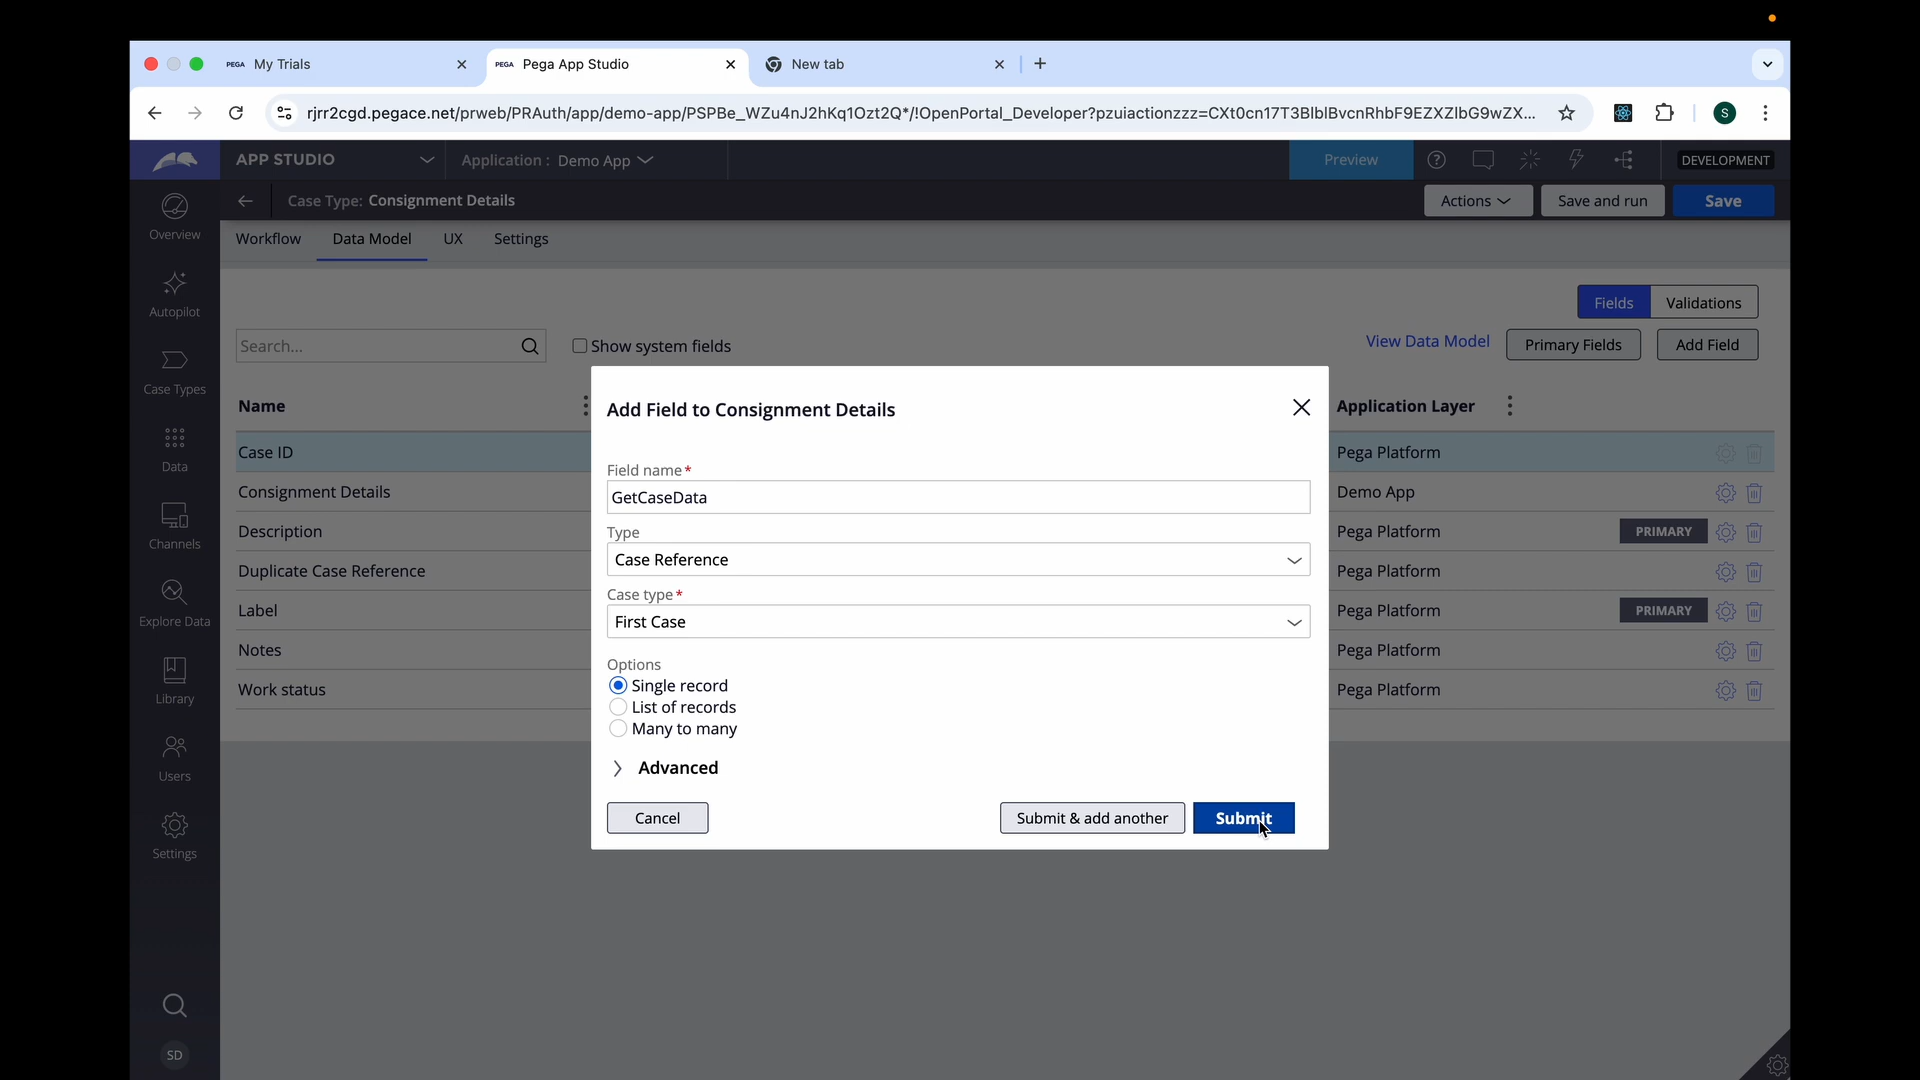 PEGA My Trials
PEGA Pega App Studio
New tab
rjrr2cgd.pegace.net/prweb/PRAuth/app/demo-app/PSPBe_WZu4nJ2hKq1Ozt2Q*/!OpenPortal_Developer?pzuiactionzzz=CXt0cn17T3BlblBvcnRhbF9EZXZlbG9wZX...
S
APP STUDIO
Application : Demo App
Preview
DEVELOPMENT
Case Type: Consignment Details
Actions
Save and run
Save
Workflow
Data Model
UX
Settings
Overview
Autopilot
Case Types
Data
Channels
Explore Data
Library
Users
Settings
SD
Fields
Validations
Search...
Show system fields
View Data Model
Primary Fields
Add Field
Name
Application Layer
Case ID
Pega Platform
Consignment Details
Demo App
Description
Pega Platform
PRIMARY
Duplicate Case Reference
Pega Platform
Label
Pega Platform
PRIMARY
Notes
Pega Platform
Work status
Pega Platform
Add Field to Consignment Details
Field name*
GetCaseData
Type
Case Reference
Case type*
First Case
Options
Single record
List of records
Many to many
Advanced
Cancel
Submit & add another
Submit